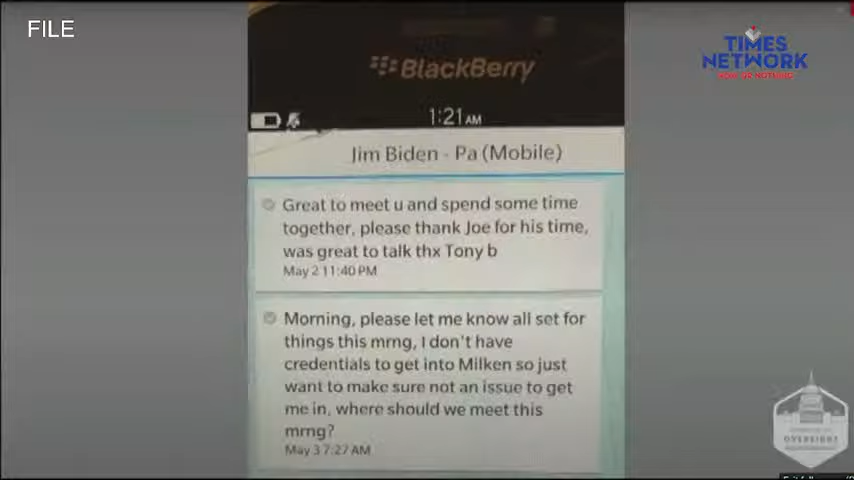 FILE
TIMES
NETWORK
NOW OR NOTHING
BlackBerry
1:21 AM
Jim Biden - Pa (Mobile)
Great to meet u and spend some time
together, please thank Joe for his time,
was great to talk thx Tony b
May 2 11:40 PM
Morning, please let me know all set for
things this mrng, I don't have
credentials to get into Milken so just
want to make sure not an issue to get
me in, where should we meet this
mrng?
May 3 7:27 AM
OVERSIGHT